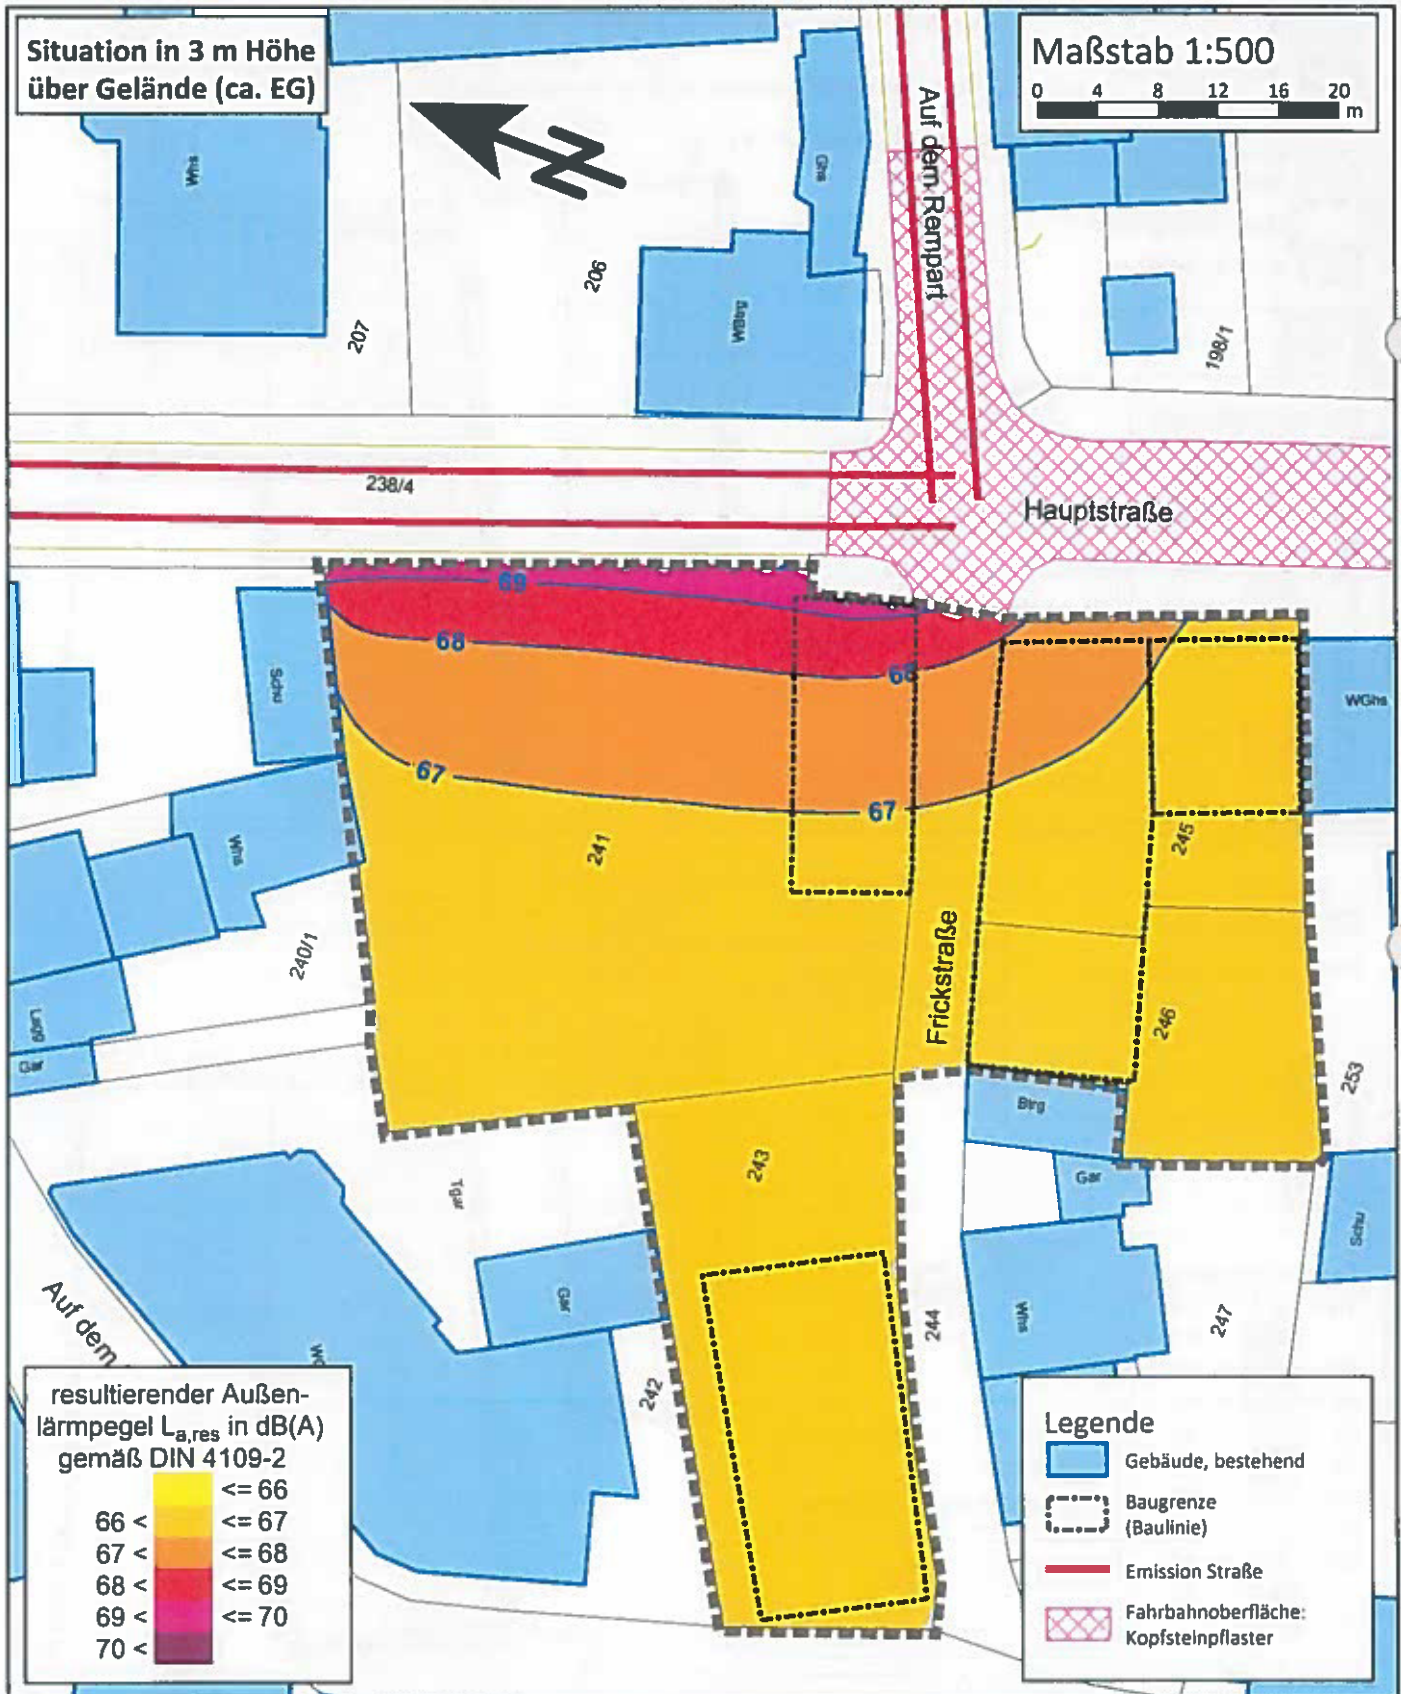 Situation in 3 m Höhe
über Gelände (ca. EG)
Maßstab 1:500
0 4 8 12 16 20
m
Auf dem Rempart
Whs
Ghs
206
WBtrg
207
198/1
238/4
Hauptstraße
69
68
68
67
67
Schu
WGhs
241
245
Whs
240/1
Frickstraße
246
253
Lagg
Gar
Btrg
Gar
243
Tgar
Gar
Schu
Whs
244
247
242
Auf dem
resultierender Außen-
lärmpegel La,res in dB(A)
gemäß DIN 4109-2
<= 66
66 < <= 67
67 < <= 68
68 < <= 69
69 < <= 70
70 <
Legende
Gebäude, bestehend
Baugrenze
(Baulinie)
Emission Straße
Fahrbahnoberfläche:
Kopfsteinpflaster